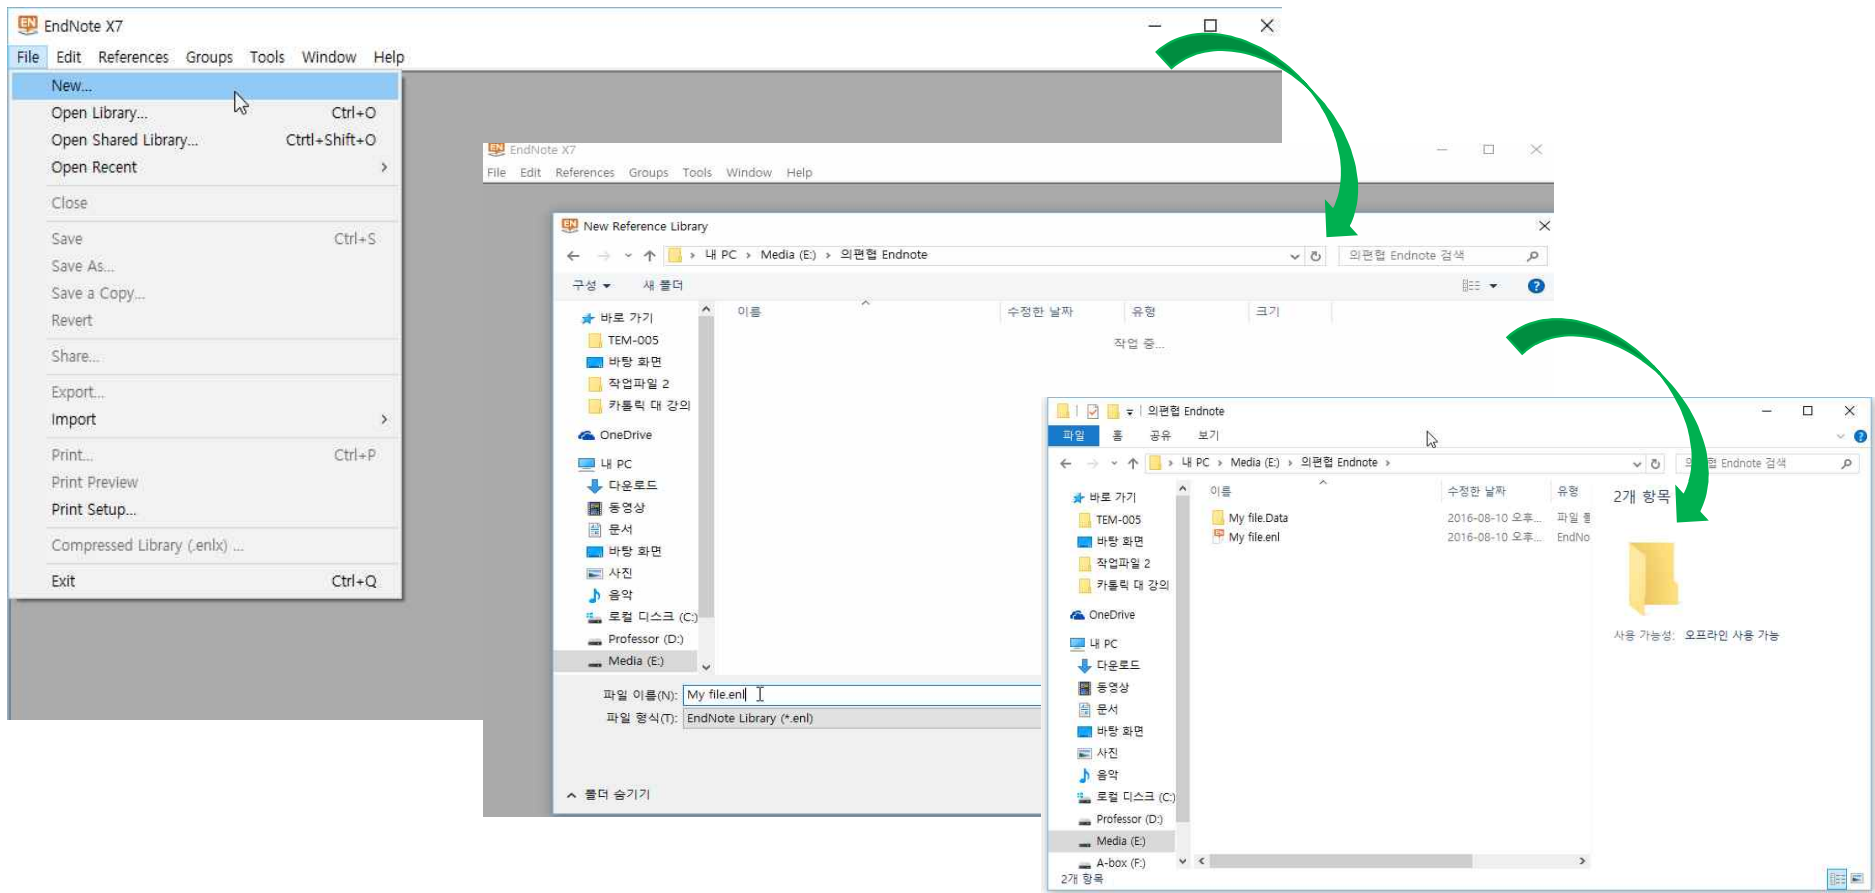 EndNote X7
File Edit References Groups Tools Window Help
New...
Open Library... Ctrl+O
Open Shared Library... Ctrtl+Shift+O
Open Recent
Close
Save Ctrl+S
Save As...
Save a Copy...
Revert
Share...
Export...
Import
Print... Ctrl+P
Print Preview
Print Setup...
Compressed Library (.enlx) ...
Exit Ctrl+Q
EndNote X7
File Edit References Groups Tools Window Help
New Reference Library
내 PC > Media (E:) > 의편협 Endnote
의편협 Endnote 검색
구성 새 폴더
이름 수정한 날짜 유형 크기
작업 중...
바로 가기
TEM-005
바탕 화면
작업파일 2
카톨릭 대 강의
OneDrive
내 PC
다운로드
동영상
문서
바탕 화면
사진
음악
로컬 디스크 (C:)
Professor (D:)
Media (E:)
파일 이름(N): My file.enl
파일 형식(T): EndNote Library (*.enl)
폴더 숨기기
의편협 Endnote
파일 홈 공유 보기
내 PC > Media (E:) > 의편협 Endnote >
Endnote 검색
이름 수정한 날짜 유형
2개 항목
My file.Data 2016-08-10 오후... 파일
My file.enl 2016-08-10 오후... EndNo
바로 가기
TEM-005
바탕 화면
작업파일 2
카톨릭 대 강의
OneDrive
내 PC
다운로드
동영상
문서
바탕 화면
사진
음악
로컬 디스크 (C:)
Professor (D:)
Media (E:)
A-box (F:)
사용 가능성: 오프라인 사용 가능
2개 항목